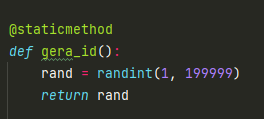 @staticmethod
def gera_id():
    rand = randint(1, 199999)
    return rand